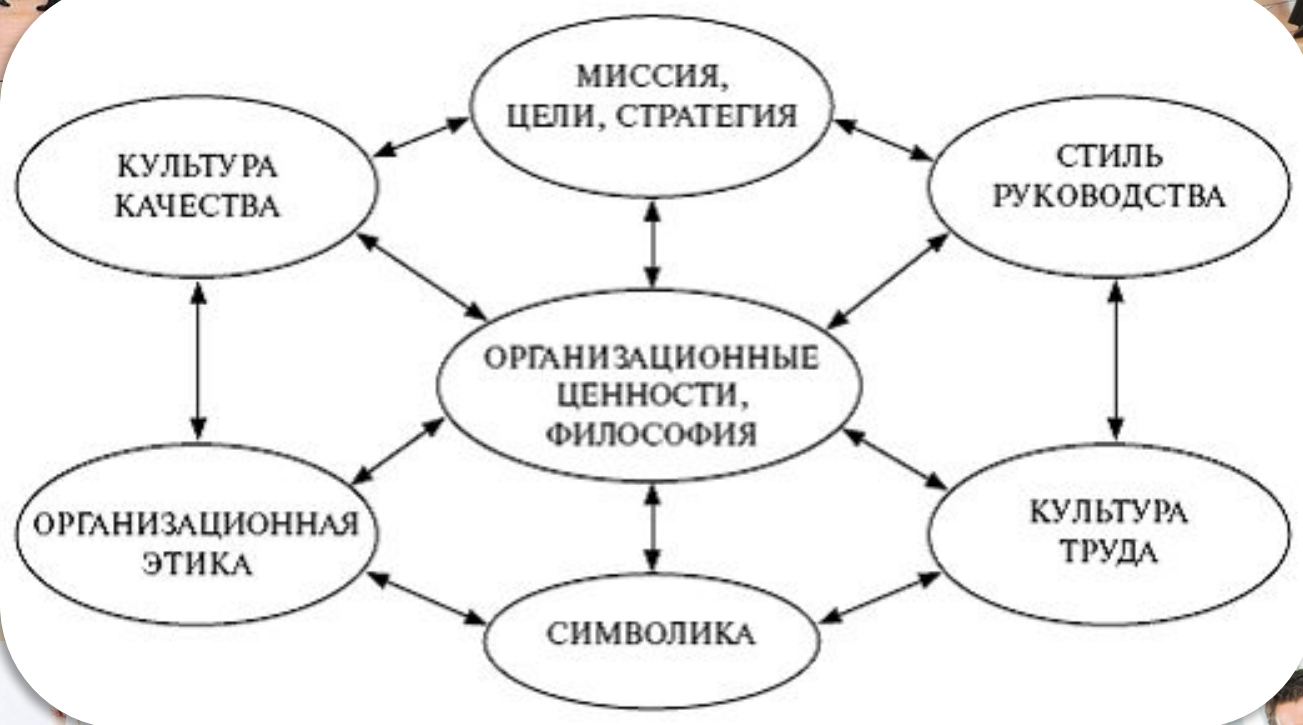 МИССИЯ,
ЦЕЛИ, СТРАТЕГИЯ
КУЛЬТУРА
КАЧЕСТВА
СТИЛЬ
РУКОВОДСТВА
ОРГАНИЗАЦИОННЫЕ
ЦЕННОСТИ,
ФИЛОСОФИЯ
ОРГАНИЗАЦИОННАЯ
ЭТИКА
КУЛЬТУРА
ТРУДА
СИМВОЛИКА